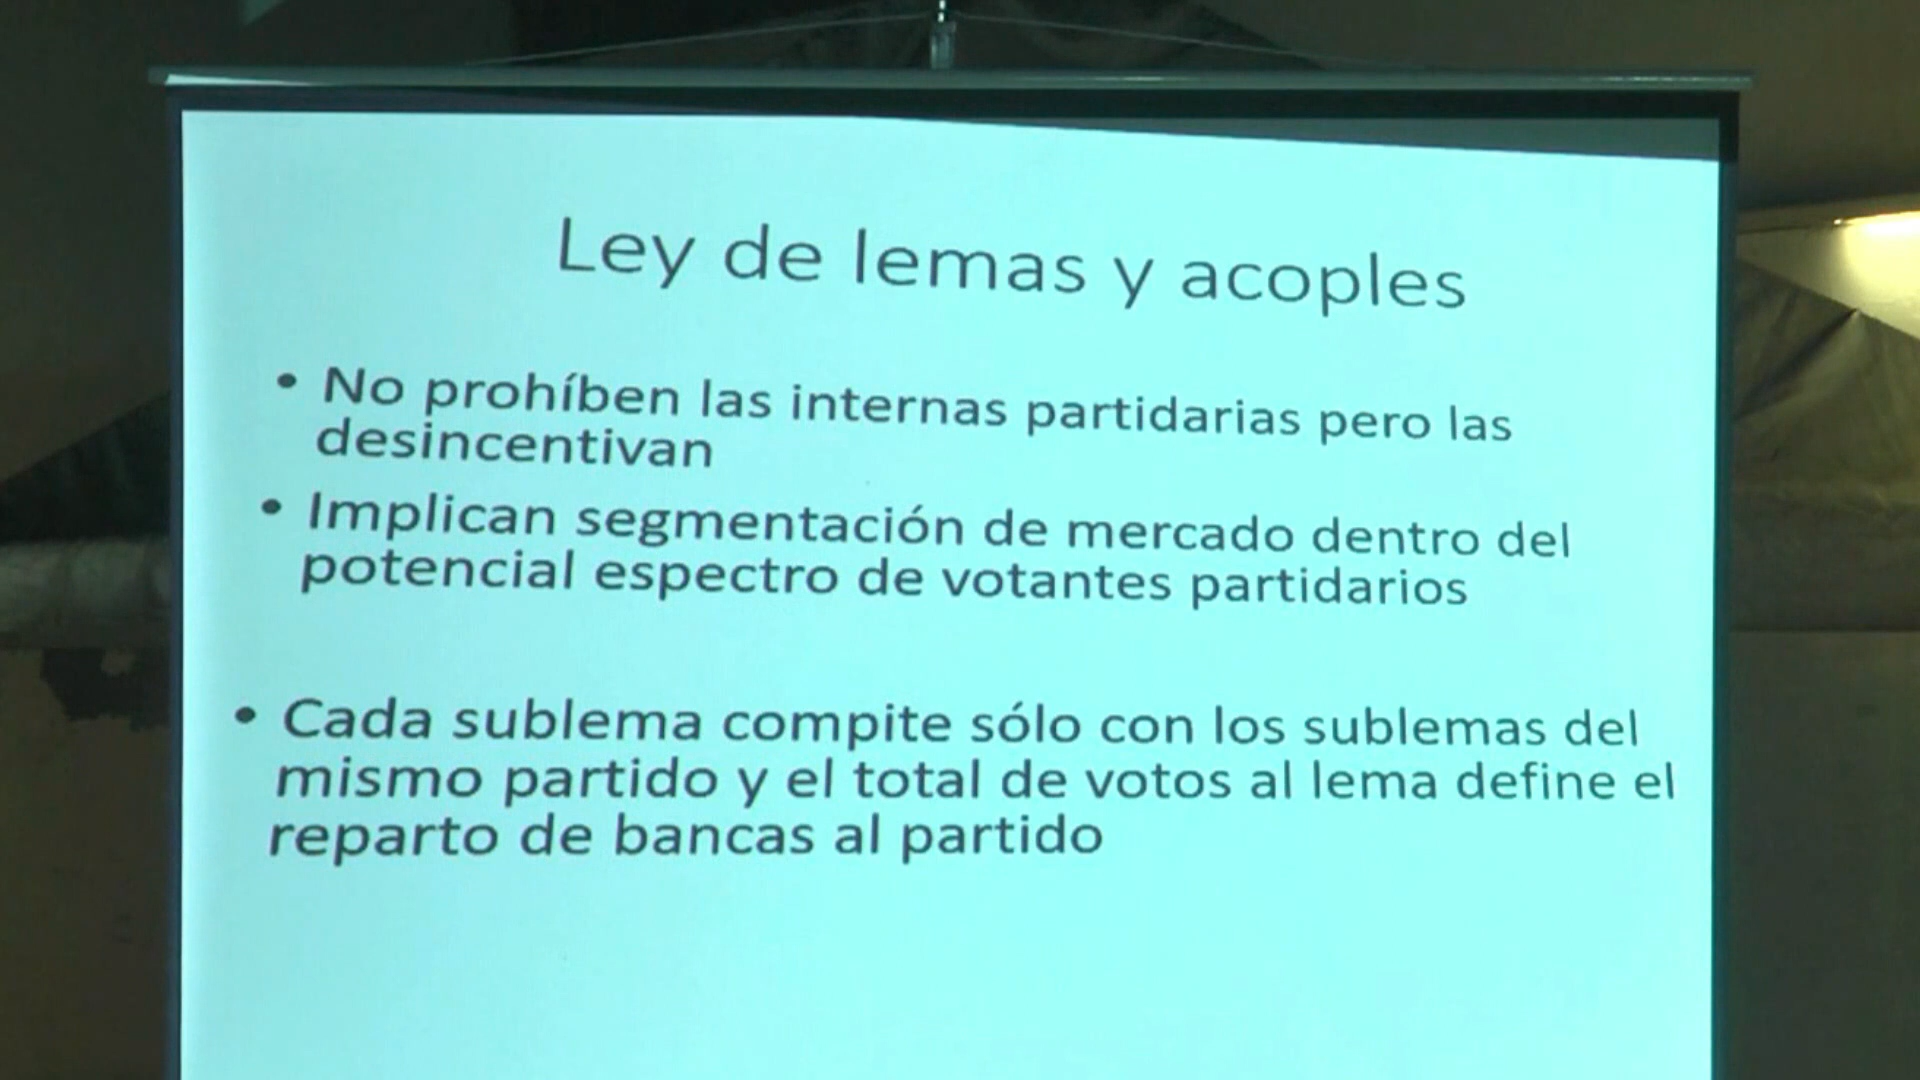 Ley de lemas y acoples
• No prohíben las internas partidarias pero las
desincentivan
• Implican segmentación de mercado dentro del
potencial espectro de votantes partidarios
• Cada sublema compite sólo con los sublemas del
mismo partido y el total de votos al lema define el
reparto de bancas al partido